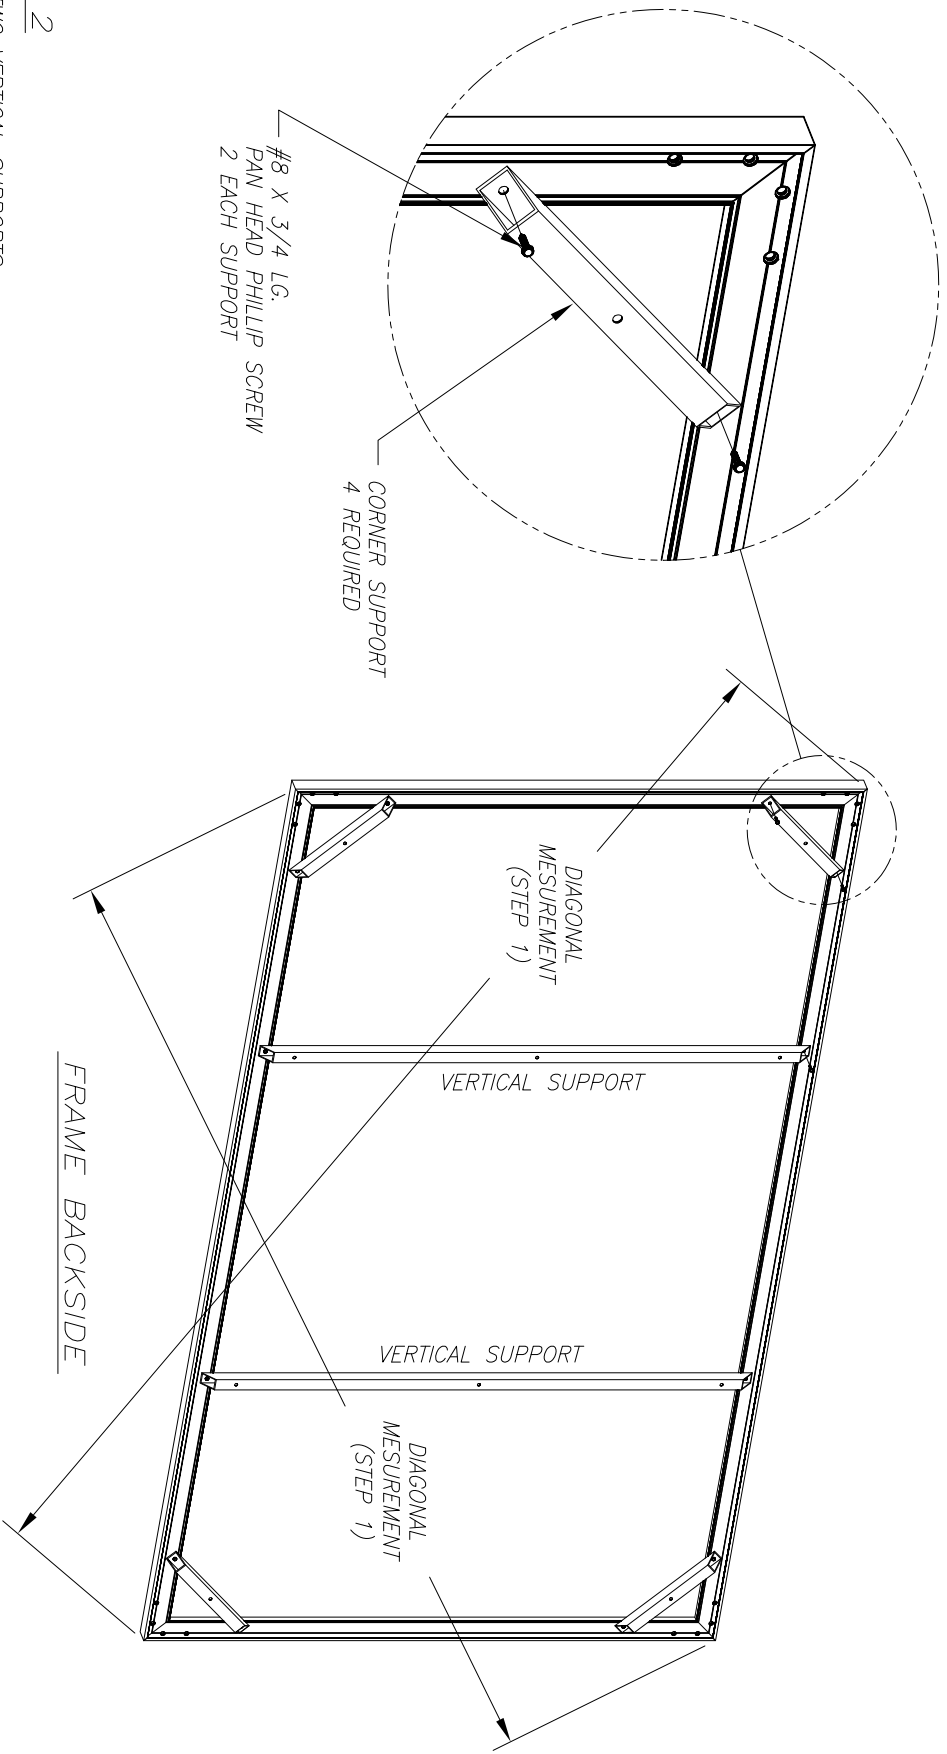 2
#8 X 3/4 LG.
PAN HEAD PHILLIP SCREW
2 EACH SUPPORT
CORNER SUPPORT
4 REQUIRED
DIAGONAL
MESUREMENT
(STEP 1)
VERTICAL SUPPORT
VERTICAL SUPPORT
DIAGONAL
MESUREMENT
(STEP 1)
FRAME BACKSIDE